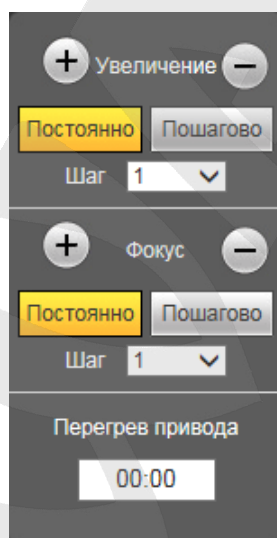 + Увеличение −
Постоянно Пошагово
Шаг 1
+ Фокус −
Постоянно Пошагово
Шаг 1
Перегрев привода
00:00